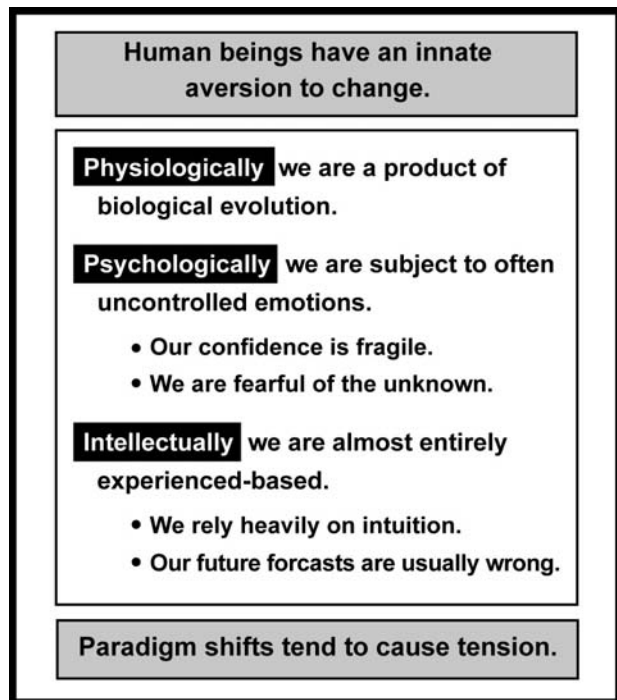 Human beings have an innate
aversion to change.
Physiologically we are a product of
biological evolution.
Psychologically we are subject to often
uncontrolled emotions.
• Our confidence is fragile.
• We are fearful of the unknown.
Intellectually we are almost entirely
experienced-based.
• We rely heavily on intuition.
• Our future forcasts are usually wrong.
Paradigm shifts tend to cause tension.